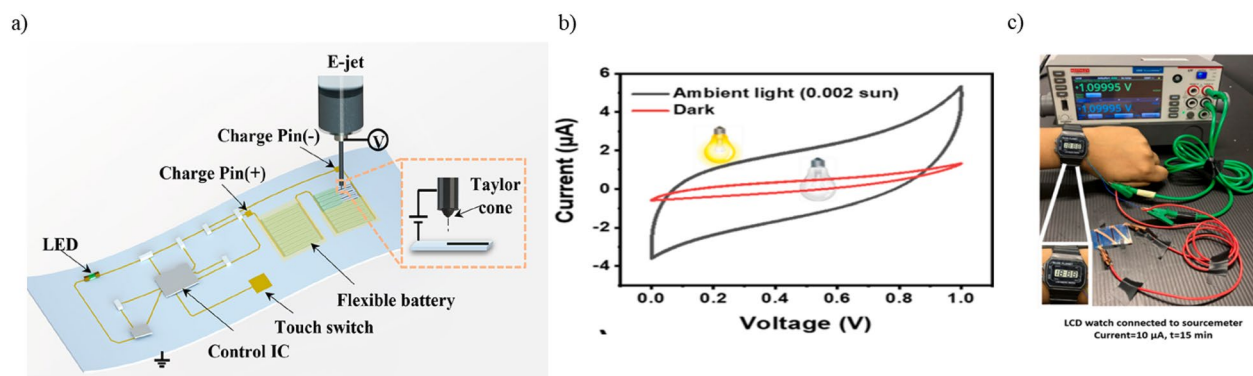 a)
E-jet
Charge Pin(-)
V
Charge Pin(+)
Taylor
cone
LED
Flexible battery
Touch switch
Control IC
b)
6
4
2
0
-2
-4
Current (µA)
Ambient light (0.002 sun)
Dark
0.0 0.2 0.4 0.6 0.8 1.0
Voltage (V)
c)
-1.09995 V
-1.09995 V
LCD watch connected to sourcemeter
Current=10 µA, t=15 min